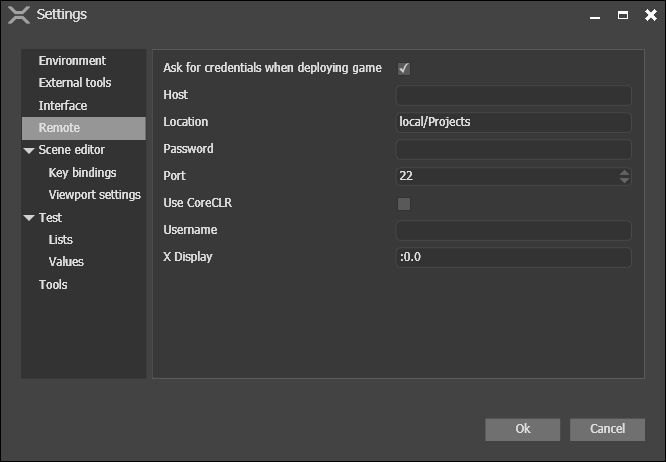 Settings
Environment
External tools
Interface
Remote
Scene editor
Key bindings
Viewport settings
Test
Lists
Values
Tools
Ask for credentials when deploying game
Host
Location local/Projects
Password
Port 22
Use CoreCLR
Username
X Display :0.0
Ok Cancel